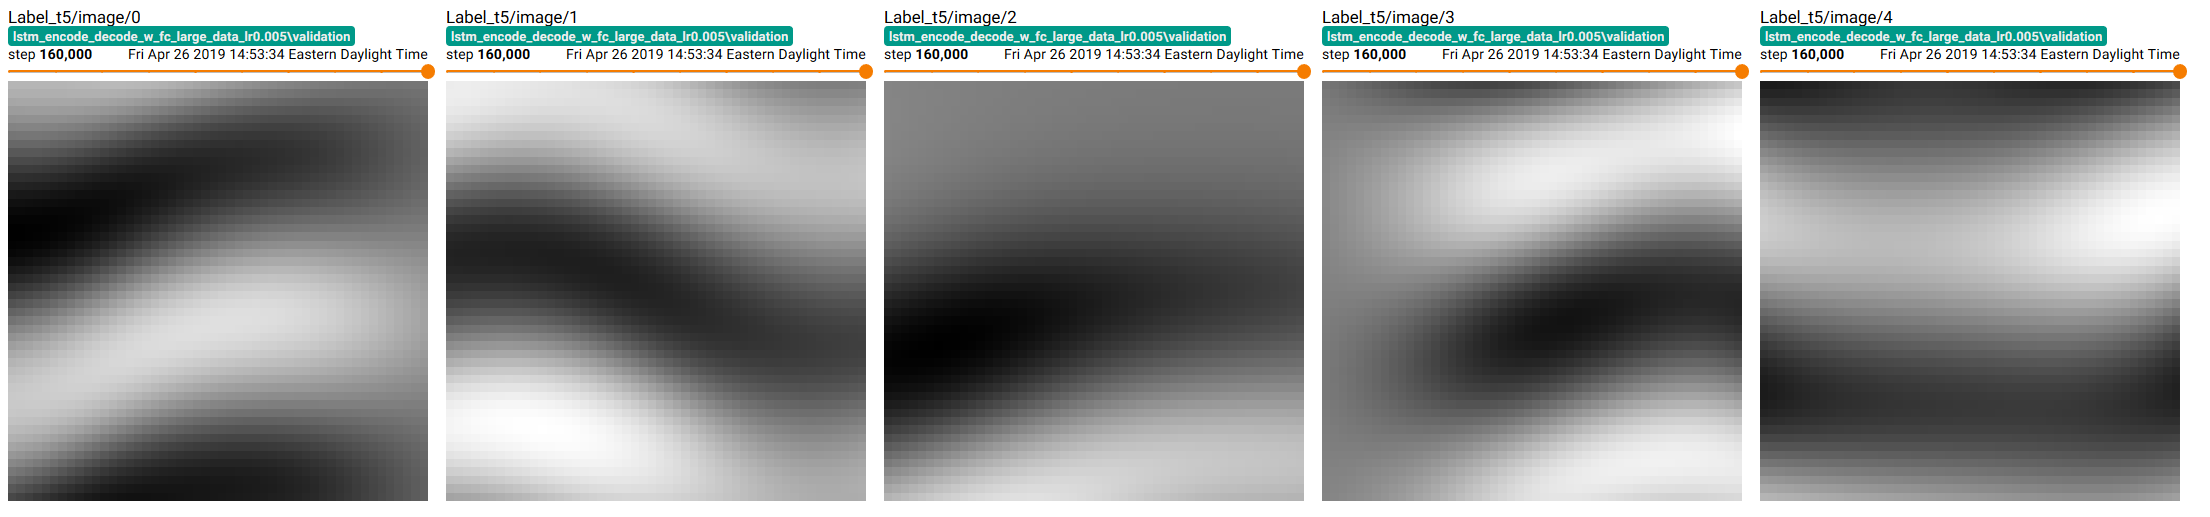 Label_t5/image/0
lstm_encode_decode_w_fc_large_data_lr0.005\validation
step 160,000 Fri Apr 26 2019 14:53:34 Eastern Daylight Time
Label_t5/image/1
lstm_encode_decode_w_fc_large_data_lr0.005\validation
step 160,000 Fri Apr 26 2019 14:53:34 Eastern Daylight Time
Label_t5/image/2
lstm_encode_decode_w_fc_large_data_lr0.005\validation
step 160,000 Fri Apr 26 2019 14:53:34 Eastern Daylight Time
Label_t5/image/3
lstm_encode_decode_w_fc_large_data_lr0.005\validation
step 160,000 Fri Apr 26 2019 14:53:34 Eastern Daylight Time
Label_t5/image/4
lstm_encode_decode_w_fc_large_data_lr0.005\validation
step 160,000 Fri Apr 26 2019 14:53:34 Eastern Daylight Time